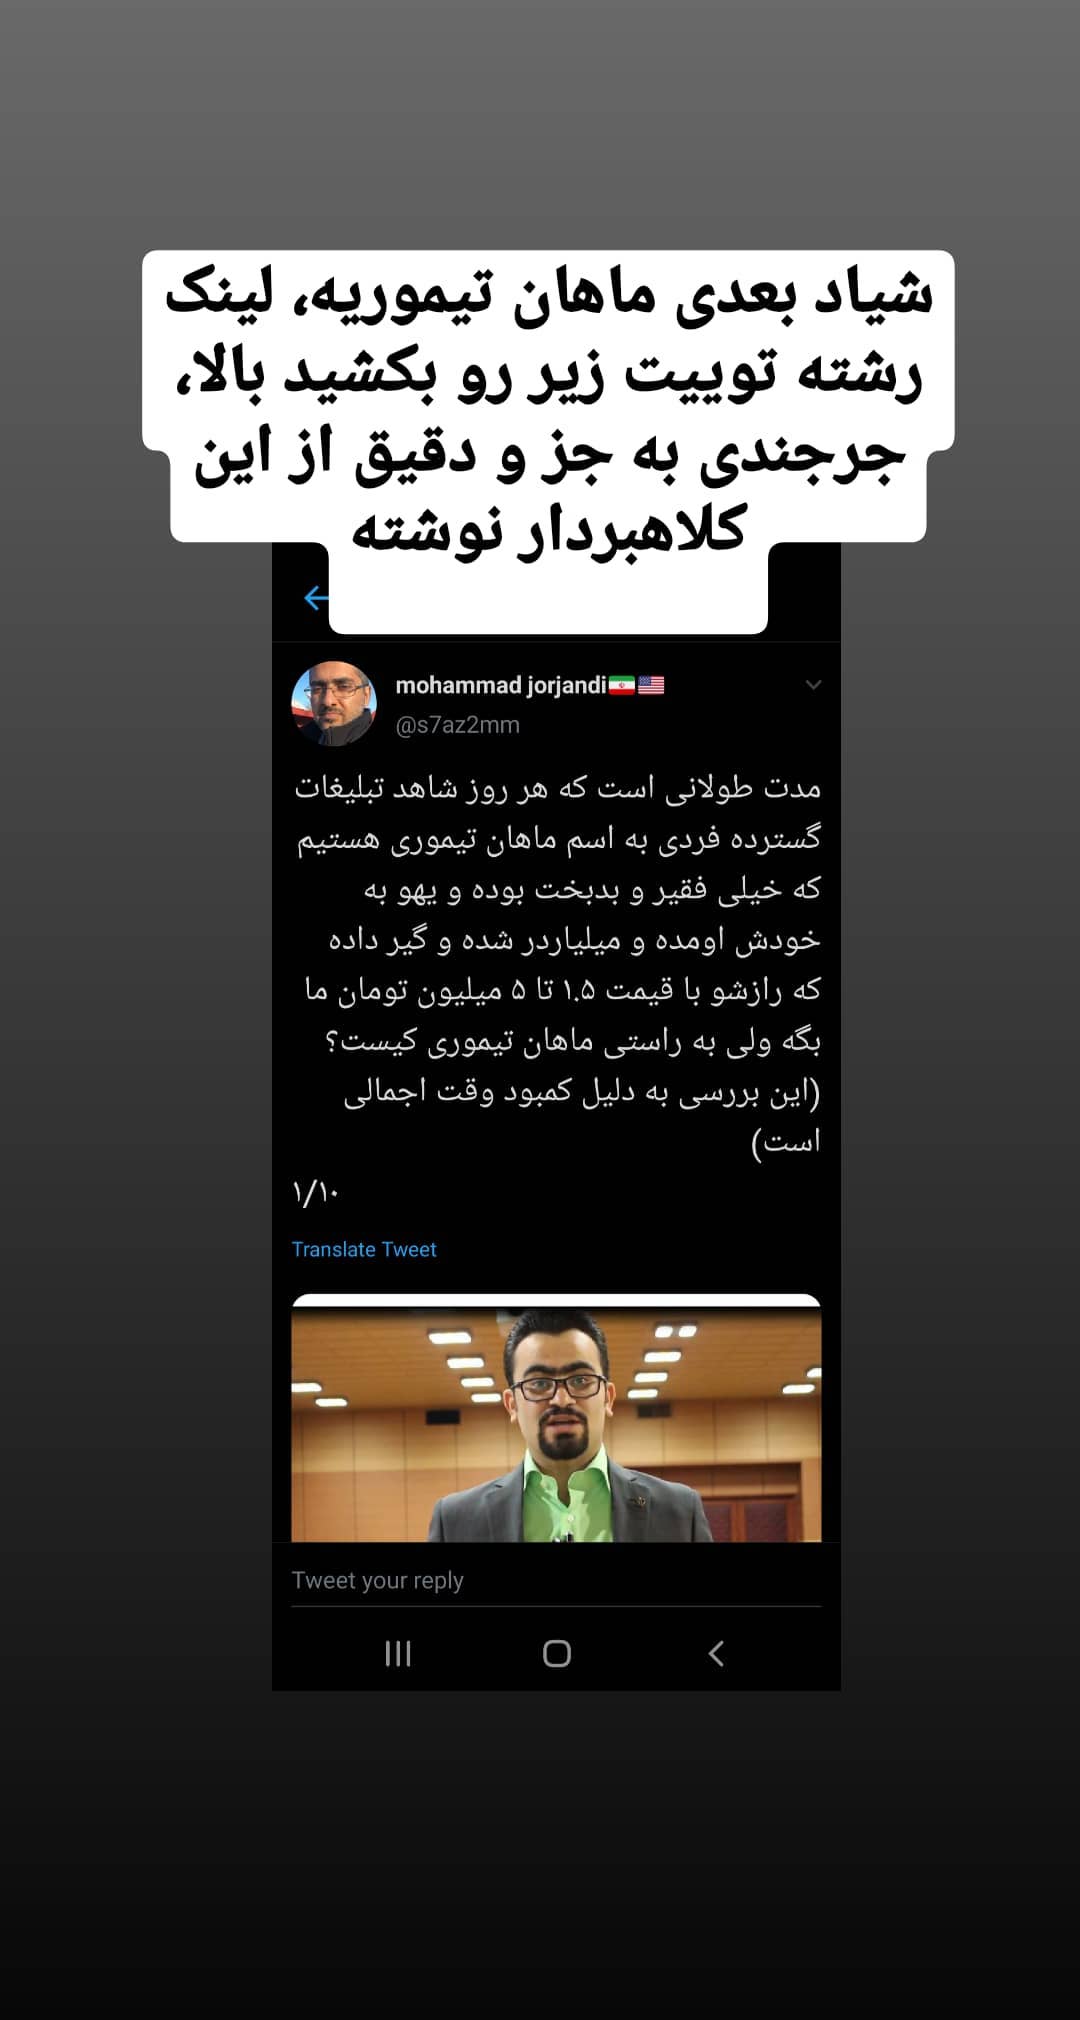 شیاد بعدی ماهان تیموریه، لینک
رشته توییت زیر رو بکشید بالا،
جرجندی به جز و دقیق از این
کلاهبردار نوشته
mohammad jorjandi🇮🇷🇺🇸
@s7az2mm
مدت طولانی است که هر روز شاهد تبلیغات
گسترده فردی به اسم ماهان تیموری هستیم
که خیلی فقیر و بدبخت بوده و یهو به
خودش اومده و میلیاردر شده و گیر داده
که رازشو با قیمت ۱.۵ تا ۵ میلیون تومان ما
بگه ولی به راستی ماهان تیموری کیست؟
(این بررسی به دلیل کمبود وقت اجمالی
است)
۱/۱۰
Translate Tweet
Tweet your reply